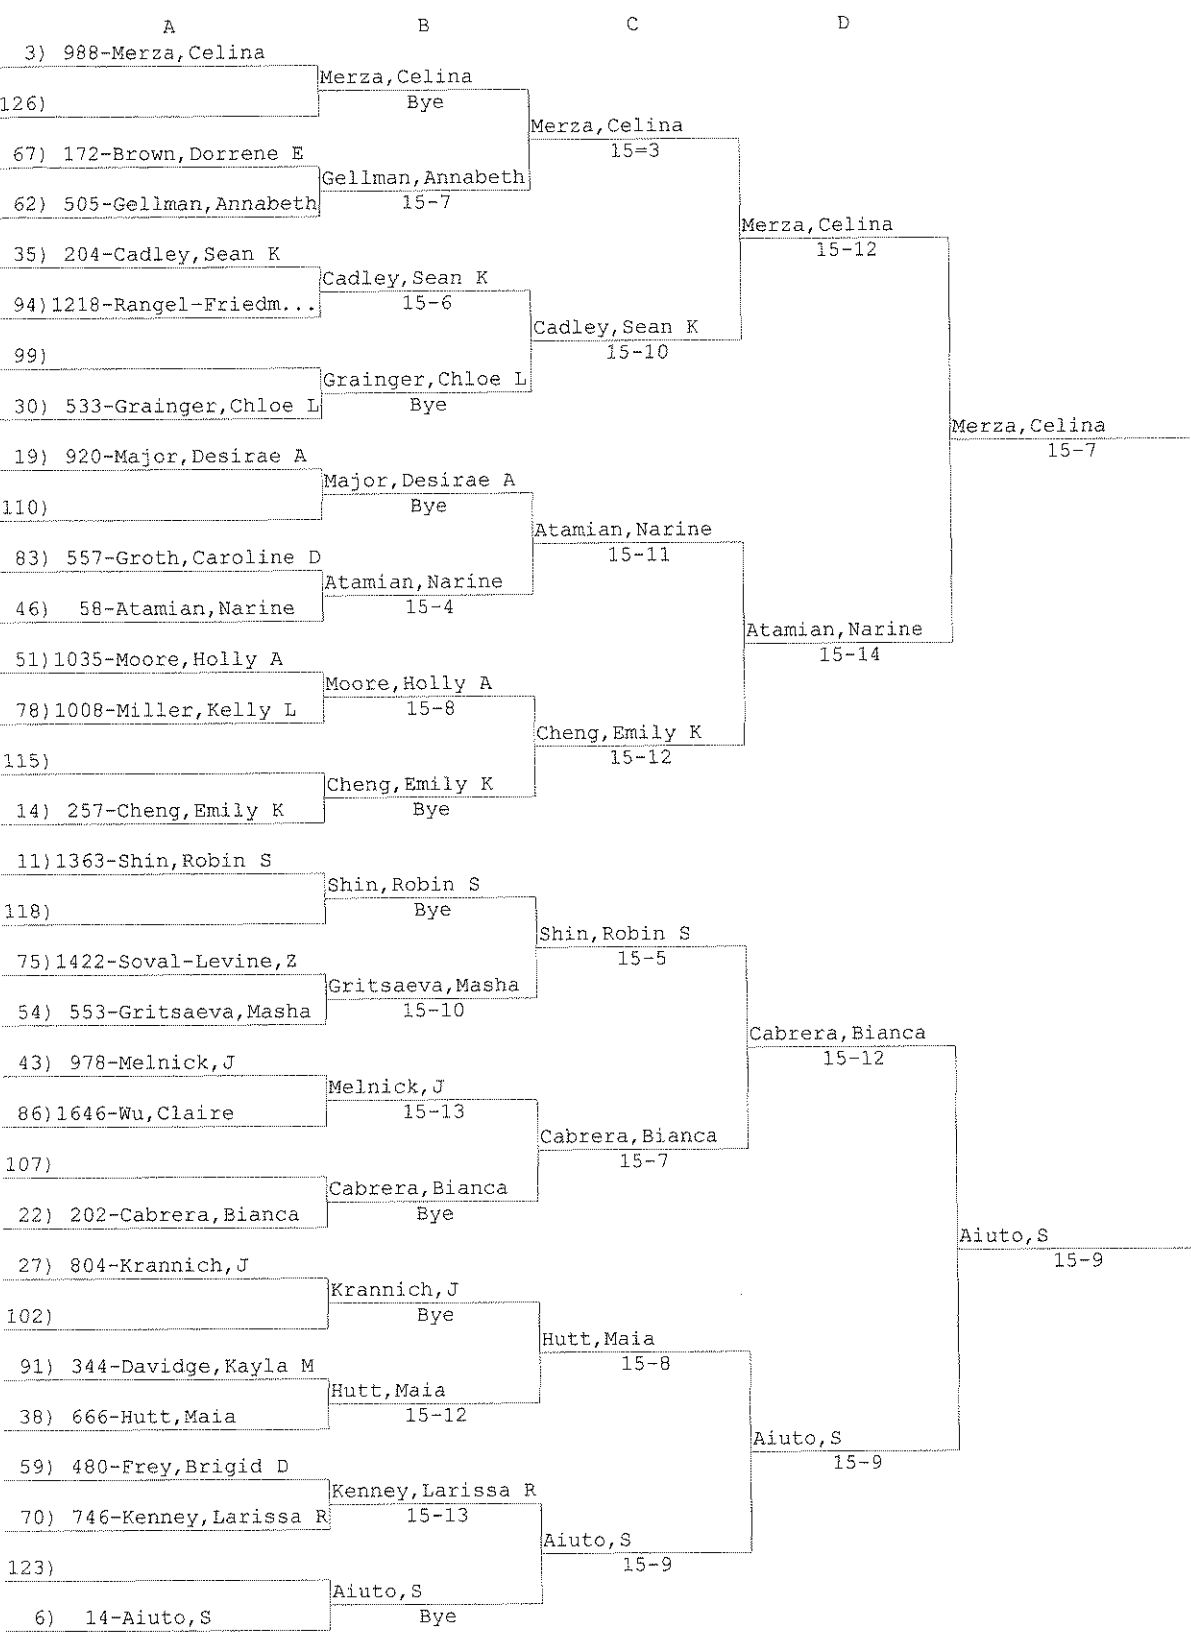 A B C D
3) 988-Merza,Celina
Merza,Celina
126) Bye
Merza,Celina
67) 172-Brown,Dorrene E 15=3
Gellman,Annabeth
62) 505-Gellman,Annabeth 15-7
Merza,Celina
35) 204-Cadley,Sean K 15-12
Cadley,Sean K
94)1218-Rangel-Friedm... 15-6
Cadley,Sean K
99) 15-10
Grainger,Chloe L
30) 533-Grainger,Chloe L Bye
Merza,Celina
19) 920-Major,Desirae A 15-7
Major,Desirae A
110) Bye
Atamian,Narine
83) 557-Groth,Caroline D 15-11
Atamian,Narine
46) 58-Atamian,Narine 15-4
Atamian,Narine
51)1035-Moore,Holly A 15-14
Moore,Holly A
78)1008-Miller,Kelly L 15-8
Cheng,Emily K
115) 15-12
Cheng,Emily K
14) 257-Cheng,Emily K Bye
11)1363-Shin,Robin S
Shin,Robin S
118) Bye
Shin,Robin S
75)1422-Soval-Levine,Z 15-5
Gritsaeva,Masha
54) 553-Gritsaeva,Masha 15-10
Cabrera,Bianca
43) 978-Melnick,J 15-12
Melnick,J
86)1646-Wu,Claire 15-13
Cabrera,Bianca
107) 15-7
Cabrera,Bianca
22) 202-Cabrera,Bianca Bye
Aiuto,S
27) 804-Krannich,J 15-9
Krannich,J
102) Bye
Hutt,Maia
91) 344-Davidge,Kayla M 15-8
Hutt,Maia
38) 666-Hutt,Maia 15-12
Aiuto,S
59) 480-Frey,Brigid D 15-9
Kenney,Larissa R
70) 746-Kenney,Larissa R 15-13
Aiuto,S
123) 15-9
Aiuto,S
6) 14-Aiuto,S Bye